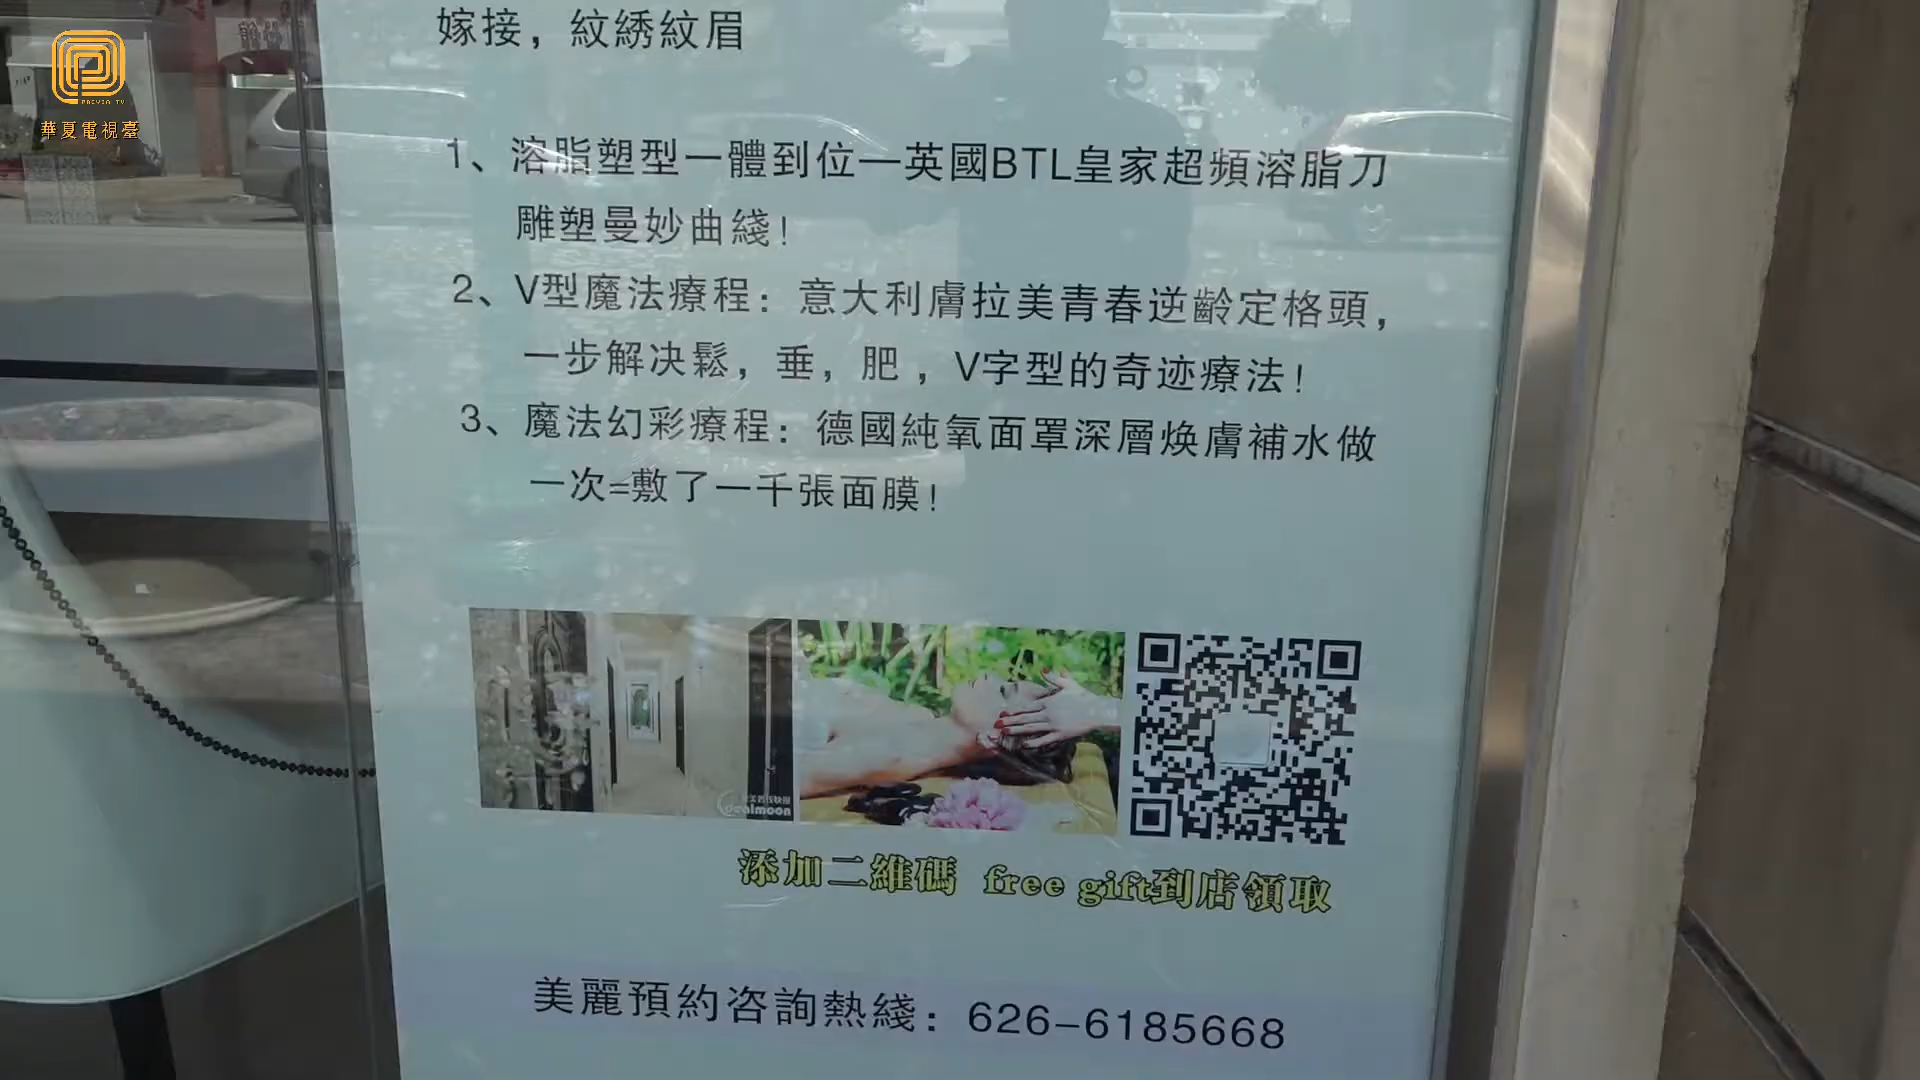 PACVIA TV
華夏電視臺
嫁接，紋綉紋眉
1、溶脂塑型一體到位—英國BTL皇家超頻溶脂刀
雕塑曼妙曲綫！
2、V型魔法療程：意大利膚拉美青春逆齡定格頭，
一步解决鬆，垂，肥，V字型的奇迹療法！
3、魔法幻彩療程：德國純氧面罩深層焕膚補水做
一次=敷了一千張面膜！
dealmoon
添加二維碼 free gift到店領取
美麗預約咨詢熱綫：626-6185668